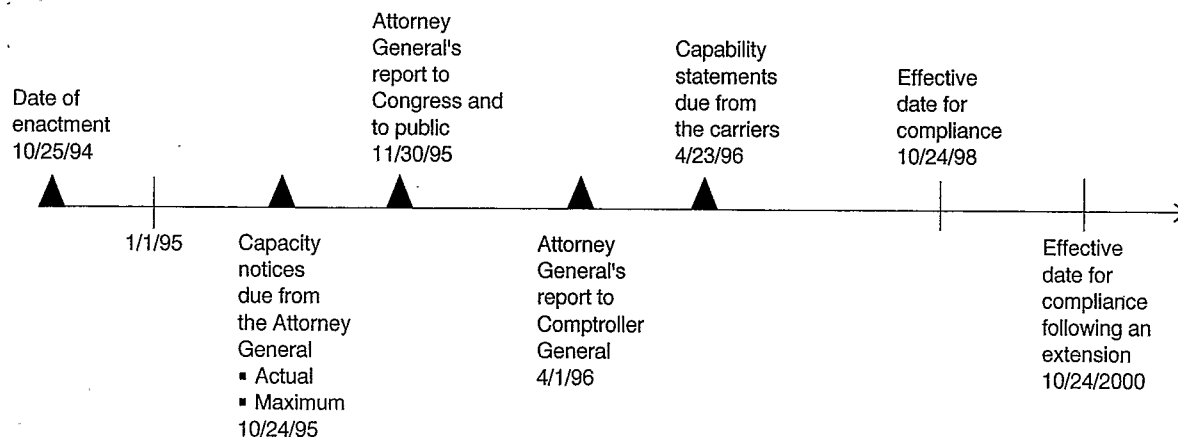 Date of
enactment
10/25/94
1/1/95
Capacity
notices
due from
the Attorney
General
▪ Actual
▪ Maximum
10/24/95
Attorney
General's
report to
Congress and
to public
11/30/95
Attorney
General's
report to
Comptroller
General
4/1/96
Capability
statements
due from
the carriers
4/23/96
Effective
date for
compliance
10/24/98
Effective
date for
compliance
following an
extension
10/24/2000